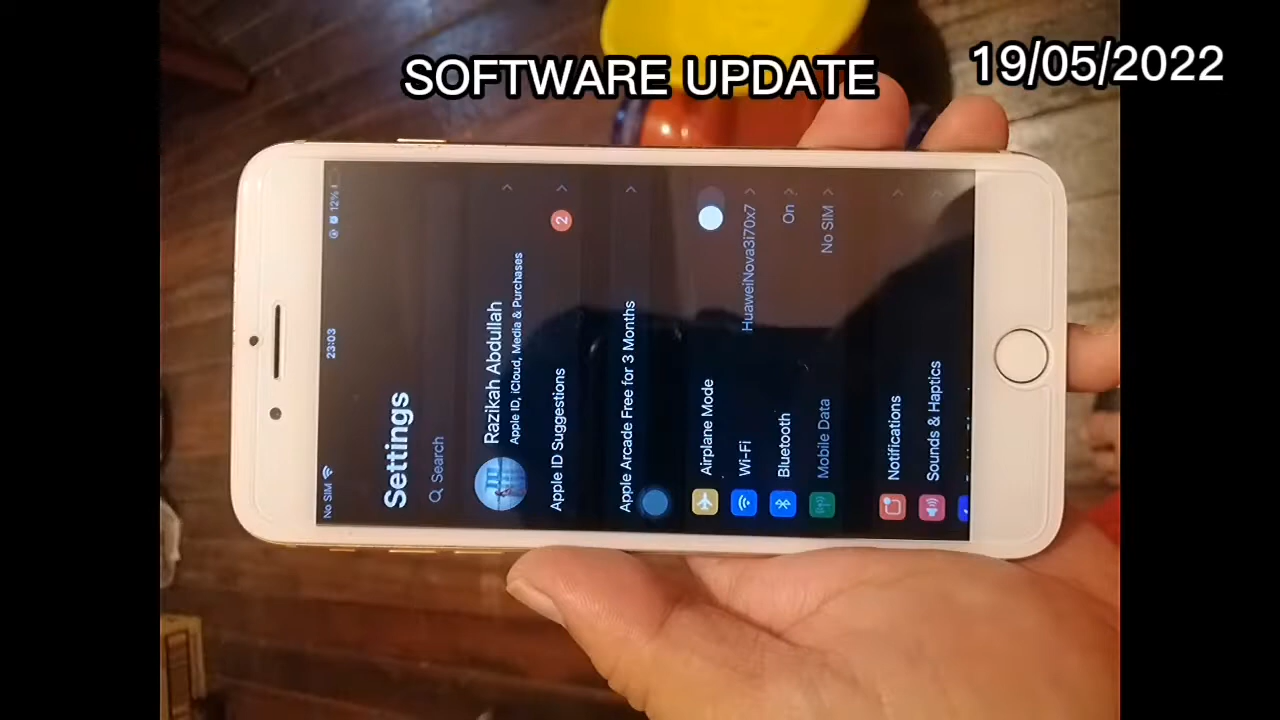 SOFTWARE UPDATE
19/05/2022
No SIM 23:03 12%
Settings
Search
Razikah Abdullah
Apple ID, iCloud, Media & Purchases
Apple ID Suggestions 2
Apple Arcade Free for 3 Months
Airplane Mode
Wi-Fi HuaweiNova3i70x7
Bluetooth On
Mobile Data No SIM
Notifications
Sounds & Haptics